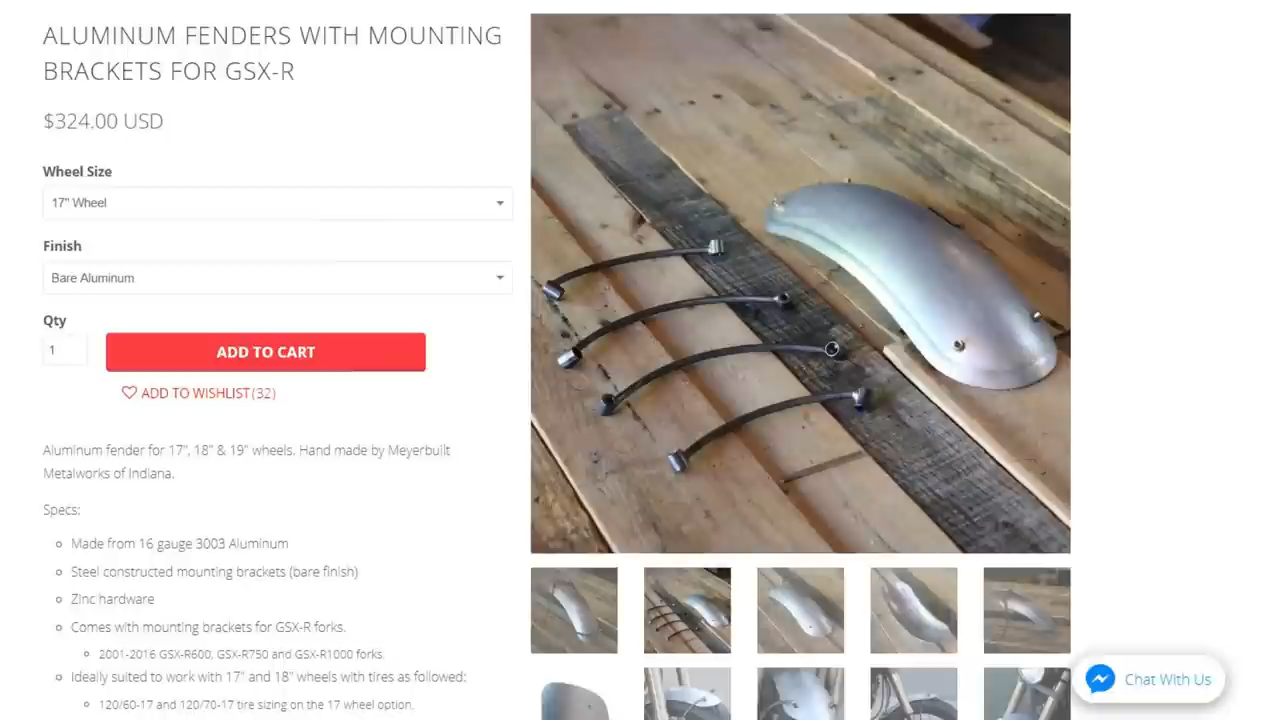 ALUMINUM FENDERS WITH MOUNTING
BRACKETS FOR GSX-R
$324.00 USD
Wheel Size
17" Wheel
Finish
Bare Aluminum
Qty
1
ADD TO CART
ADD TO WISHLIST (32)
Aluminum fender for 17", 18" & 19" wheels. Hand made by Meyerbuilt
Metalworks of Indiana.
Specs:
Made from 16 gauge 3003 Aluminum
Steel constructed mounting brackets (bare finish)
Zinc hardware
Comes with mounting brackets for GSX-R forks.
2001-2016 GSX-R600, GSX-R750 and GSX-R1000 forks.
Ideally suited to work with 17" and 18" wheels with tires as followed:
120/60-17 and 120/70-17 tire sizing on the 17 wheel option.
Chat With Us